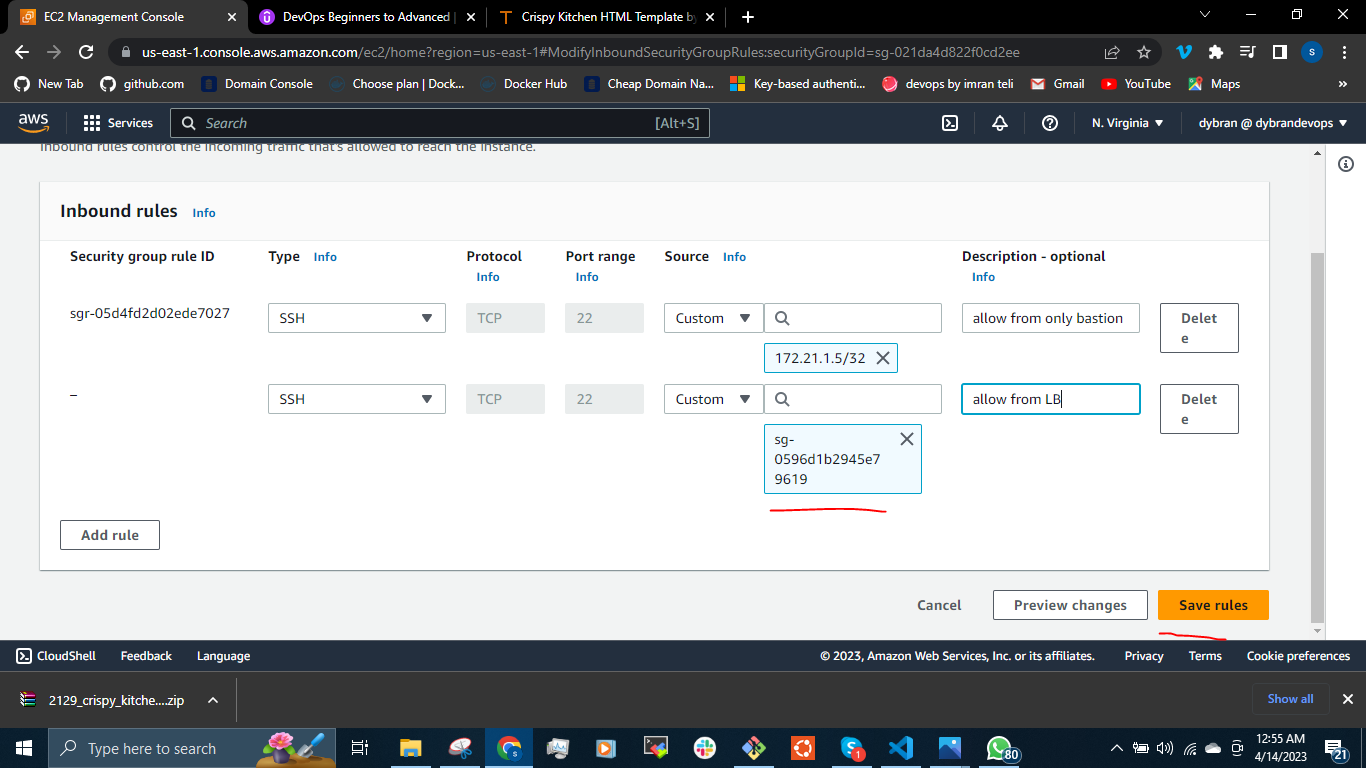 EC2 Management Console
DevOps Beginners to Advanced |
Crispy Kitchen HTML Template by
us-east-1.console.aws.amazon.com/ec2/home?region=us-east-1#ModifyInboundSecurityGroupRules:securityGroupId=sg-021da4d822f0cd2ee
S
New Tab
github.com
Domain Console
Choose plan | Dock...
Docker Hub
Cheap Domain Na...
Key-based authenti...
devops by imran teli
Gmail
YouTube
Maps
»
aws
Services
Search
[Alt+S]
N. Virginia
dybran @ dybrandevops
Inbound rules control the incoming traffic that's allowed to reach the instance.
Inbound rules Info
Security group rule ID
Type Info
Protocol
Info
Port range
Info
Source Info
Description - optional
Info
sgr-05d4fd2d02ede7027
SSH
TCP
22
Custom
172.21.1.5/32
allow from only bastion
Delet
e
–
SSH
TCP
22
Custom
sg-
0596d1b2945e7
9619
allow from LB
Delet
e
Add rule
Cancel
Preview changes
Save rules
CloudShell
Feedback
Language
© 2023, Amazon Web Services, Inc. or its affiliates.
Privacy
Terms
Cookie preferences
2129_crispy_kitche....zip
Show all
Type here to search
1
80
12:55 AM
4/14/2023
21